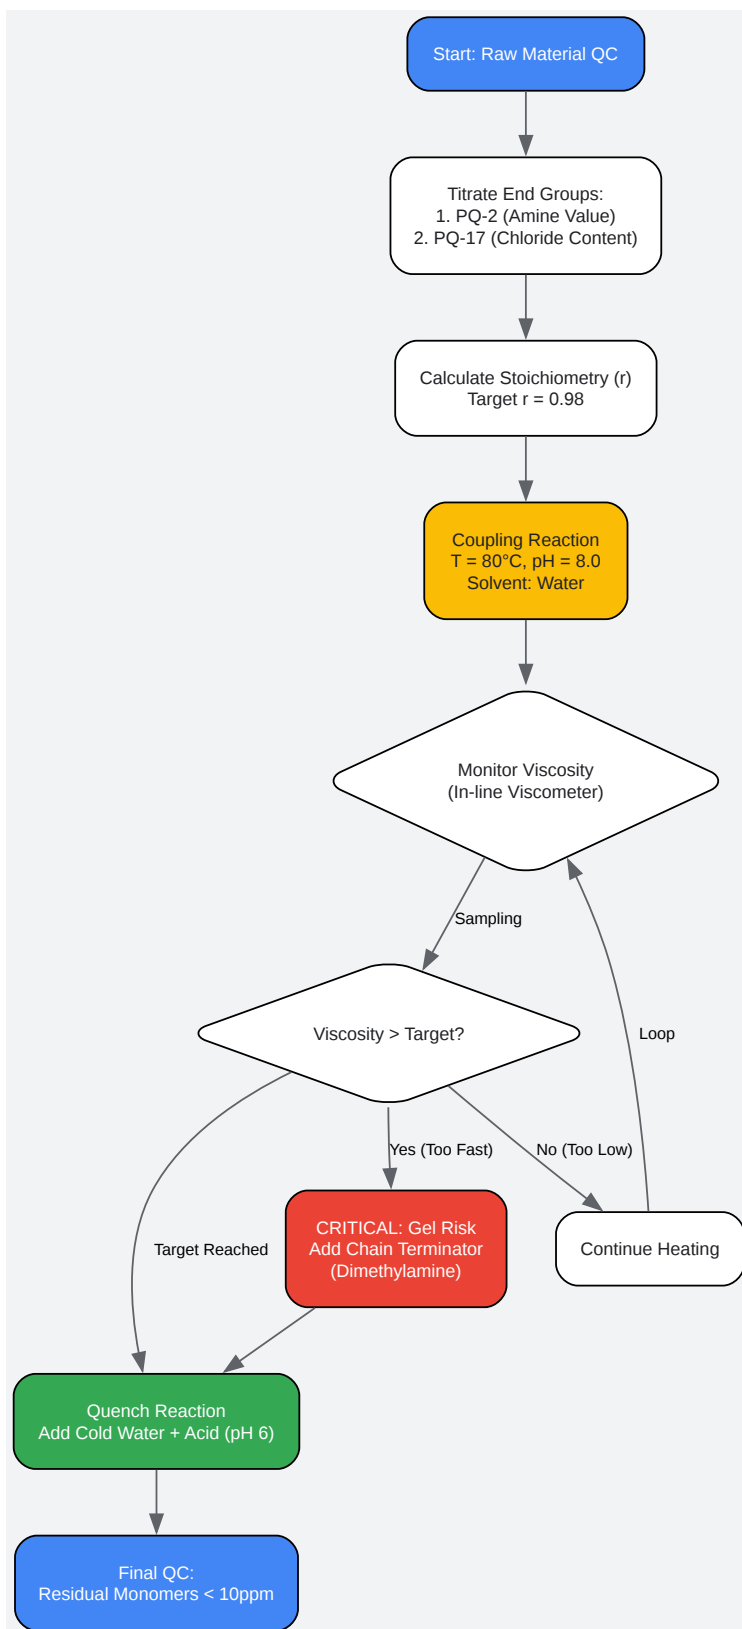 Start: Raw Material QC
Titrate End Groups:
1. PQ-2 (Amine Value)
2. PQ-17 (Chloride Content)
Calculate Stoichiometry (r)
Target r = 0.98
Coupling Reaction
T = 80°C, pH = 8.0
Solvent: Water
Monitor Viscosity
(In-line Viscometer)
Sampling
Viscosity > Target?
Loop
Yes (Too Fast)
No (Too Low)
Target Reached
CRITICAL: Gel Risk
Add Chain Terminator
(Dimethylamine)
Continue Heating
Quench Reaction
Add Cold Water + Acid (pH 6)
Final QC:
Residual Monomers < 10ppm